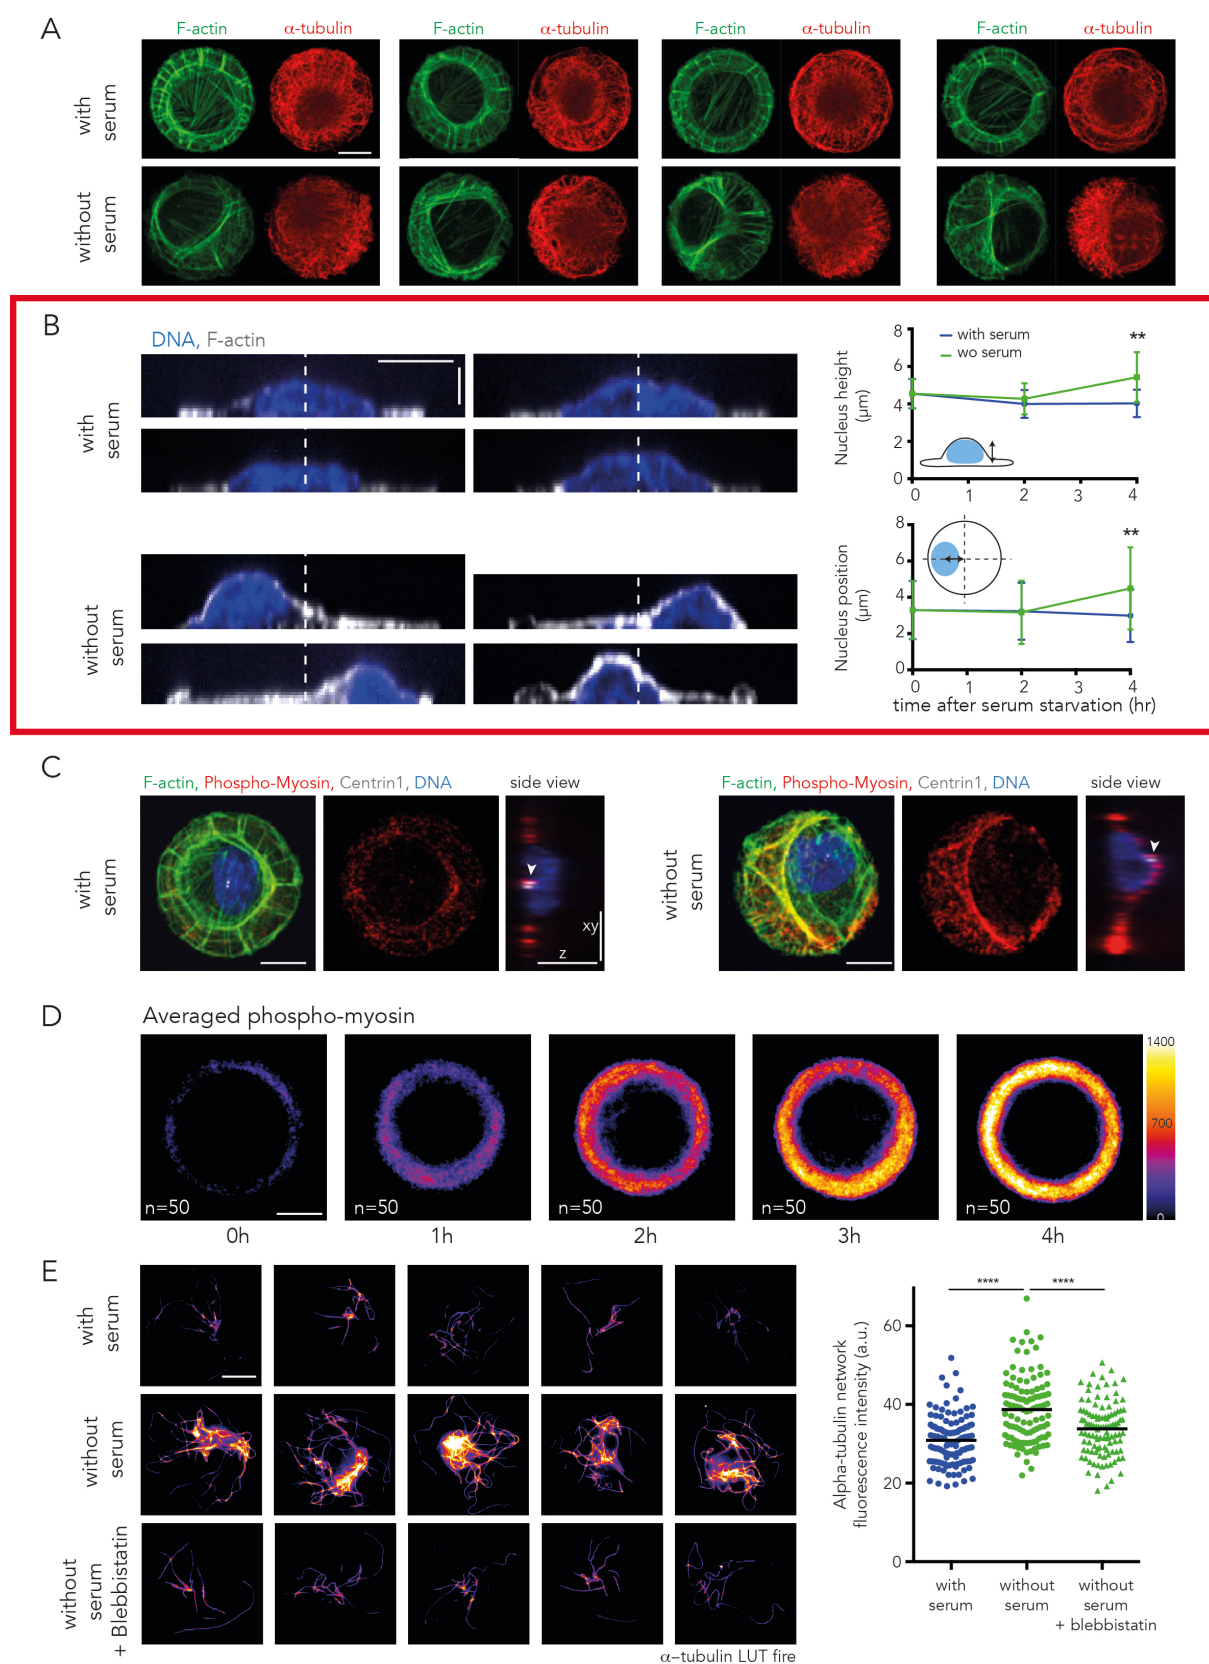 A
F-actin α-tubulin F-actin α-tubulin F-actin α-tubulin F-actin α-tubulin
with
serum
without
serum
B
DNA, F-actin
with
serum
without
serum
8
6
4
2
0
Nucleus height
(µm)
with serum
wo serum
**
0 1 2 3 4
8
6
4
2
0
Nucleus position
(µm)
**
0 1 2 3 4
time after serum starvation (hr)
C
F-actin, Phospho-Myosin, Centrin1, DNA side view
with
serum
xy
z
F-actin, Phospho-Myosin, Centrin1, DNA side view
without
serum
D
Averaged phospho-myosin
n=50 n=50 n=50 n=50 n=50
0h 1h 2h 3h 4h
1400
700
0
E
with
serum
without
serum
without
serum
+ Blebbistatin
α–tubulin LUT fire
Alpha-tubulin network
fluorescence intensity (a.u.)
**** ****
60
40
20
0
with
serum
without
serum
without
serum
+ blebbistatin